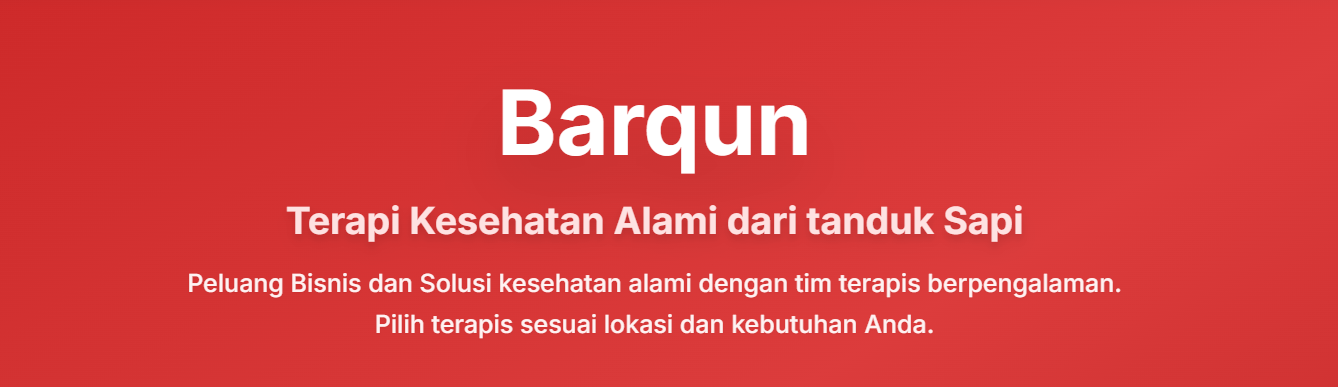 Barqun
Terapi Kesehatan Alami dari tanduk Sapi
Peluang Bisnis dan Solusi kesehatan alami dengan tim terapis berpengalaman.
Pilih terapis sesuai lokasi dan kebutuhan Anda.